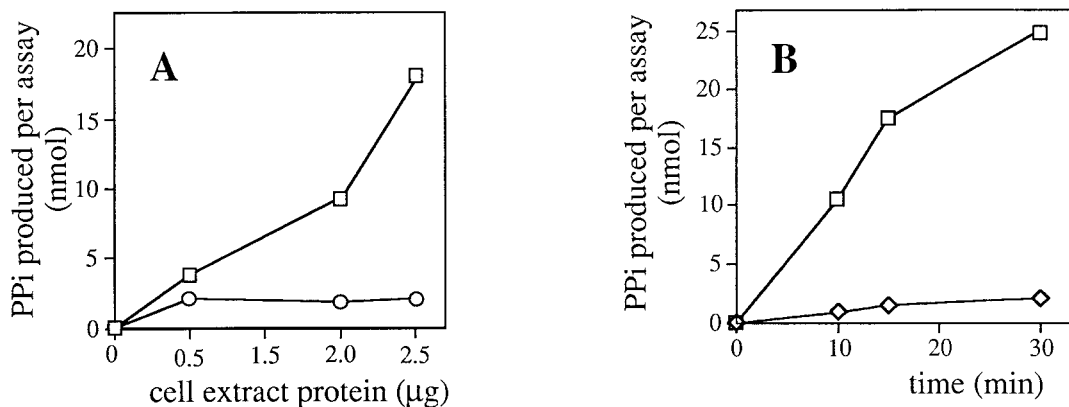 A
PPi produced per assay
(nmol)
20
15
10
5
0
0
0.5
1.5
2.0
2.5
cell extract protein (µg)
B
PPi produced per assay
(nmol)
25
20
15
10
5
0
0
10
20
30
time (min)